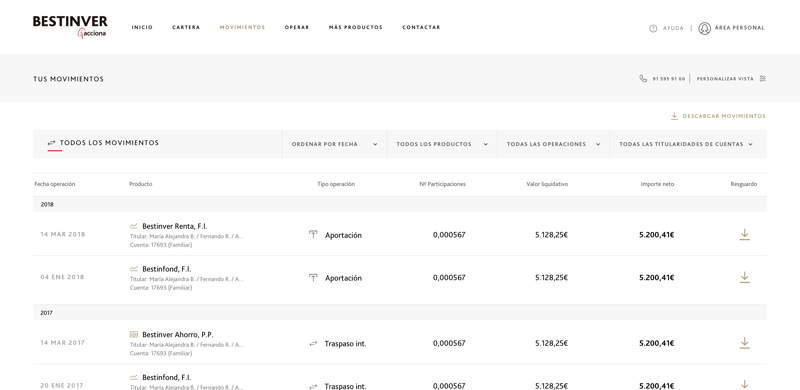 BESTINVER
acciona
INICIO
CARTERA
MOVIMIENTOS
OPERAR
MÁS PRODUCTOS
CONTACTAR
AYUDA
ÁREA PERSONAL
TUS MOVIMIENTOS
91 595 91 00
PERSONALIZAR VISTA
DESCARGAR MOVIMIENTOS
TODOS LOS MOVIMIENTOS
ORDENAR POR FECHA
TODOS LOS PRODUCTOS
TODAS LAS OPERACIONES
TODAS LAS TITULARIDADES DE CUENTAS
Fecha operación
Producto
Tipo operación
Nº Participaciones
Valor liquidativo
Importe neto
Resguardo
2018
14 MAR 2018
Bestinver Renta, F.I.
Titular: María Alejandra B. / Fernando R. / A...
Cuenta: 17693 (Familiar)
Aportación
0,000567
5.128,25€
5.200,41€
04 ENE 2018
Bestinfond, F.I.
Titular: María Alejandra B. / Fernando R. / A...
Cuenta: 17693 (Familiar)
Aportación
0,000567
5.128,25€
5.200,41€
2017
14 MAR 2017
Bestinver Ahorro, P.P.
Titular: María Alejandra B. / Fernando R. / A...
Cuenta: 17693 (Familiar)
Traspaso int.
0,000567
5.128,25€
5.200,41€
20 ENE 2017
Bestinfond, F.I.
Titular: María Alejandra B. / Fernando R. / A...
Traspaso int.
0,000567
5.128,25€
5.200,41€